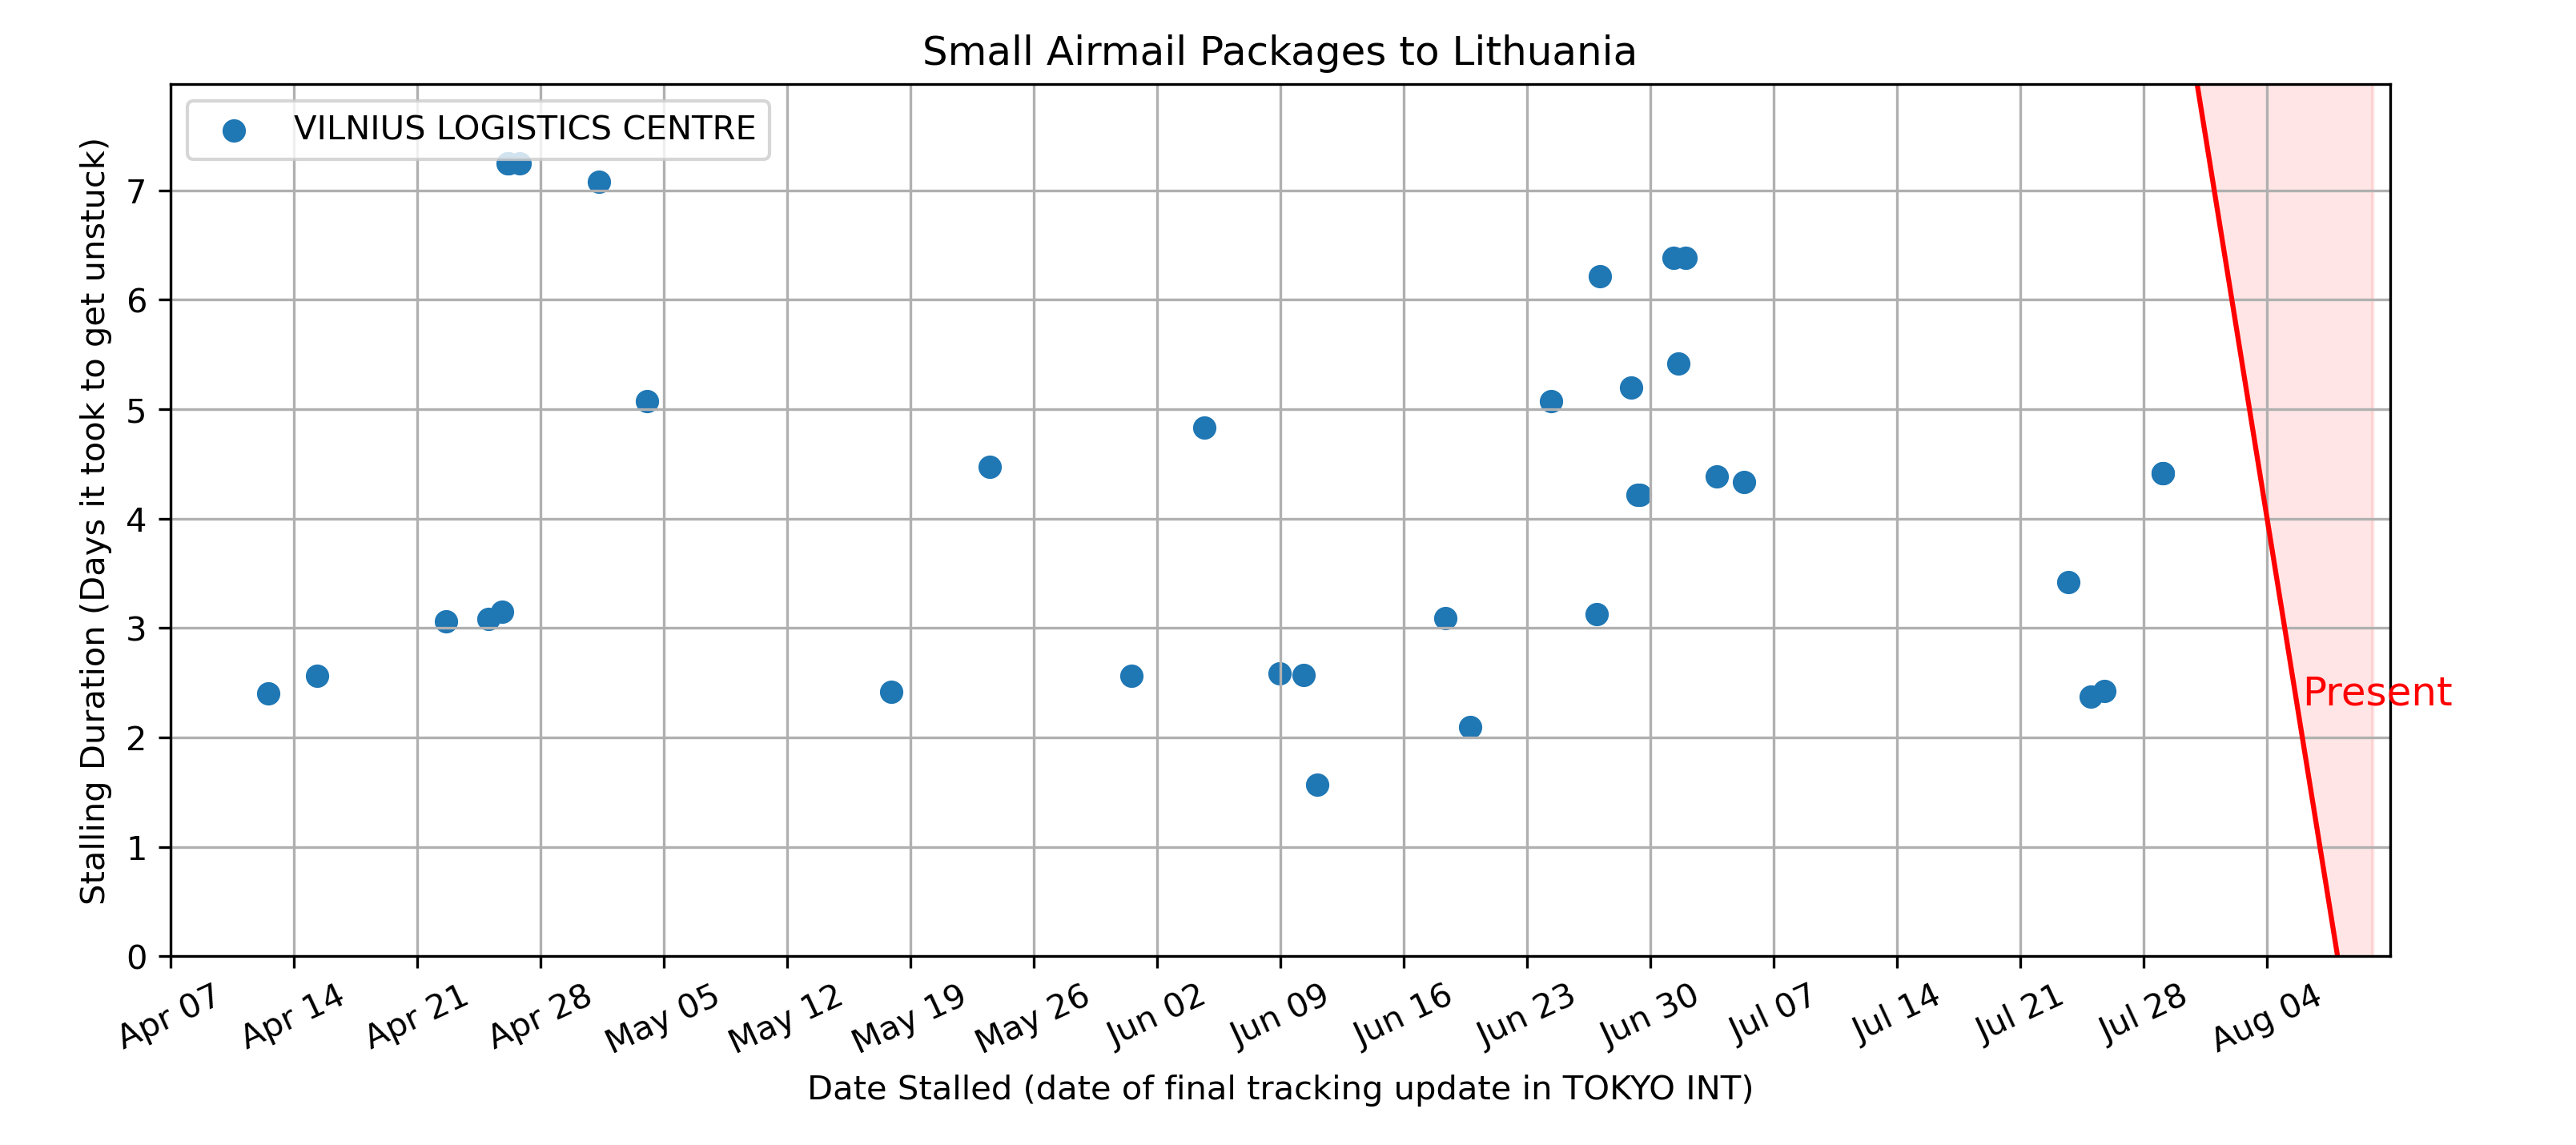 Small Airmail Packages to Lithuania
VILNIUS LOGISTICS CENTRE
Stalling Duration (Days it took to get unstuck)
7
6
5
4
3
2
1
0
Present
Apr 07
Apr 14
Apr 21
Apr 28
May 05
May 12
May 19
May 26
Jun 02
Jun 09
Jun 16
Jun 23
Jun 30
Jul 07
Jul 14
Jul 21
Jul 28
Aug 04
Date Stalled (date of final tracking update in TOKYO INT)